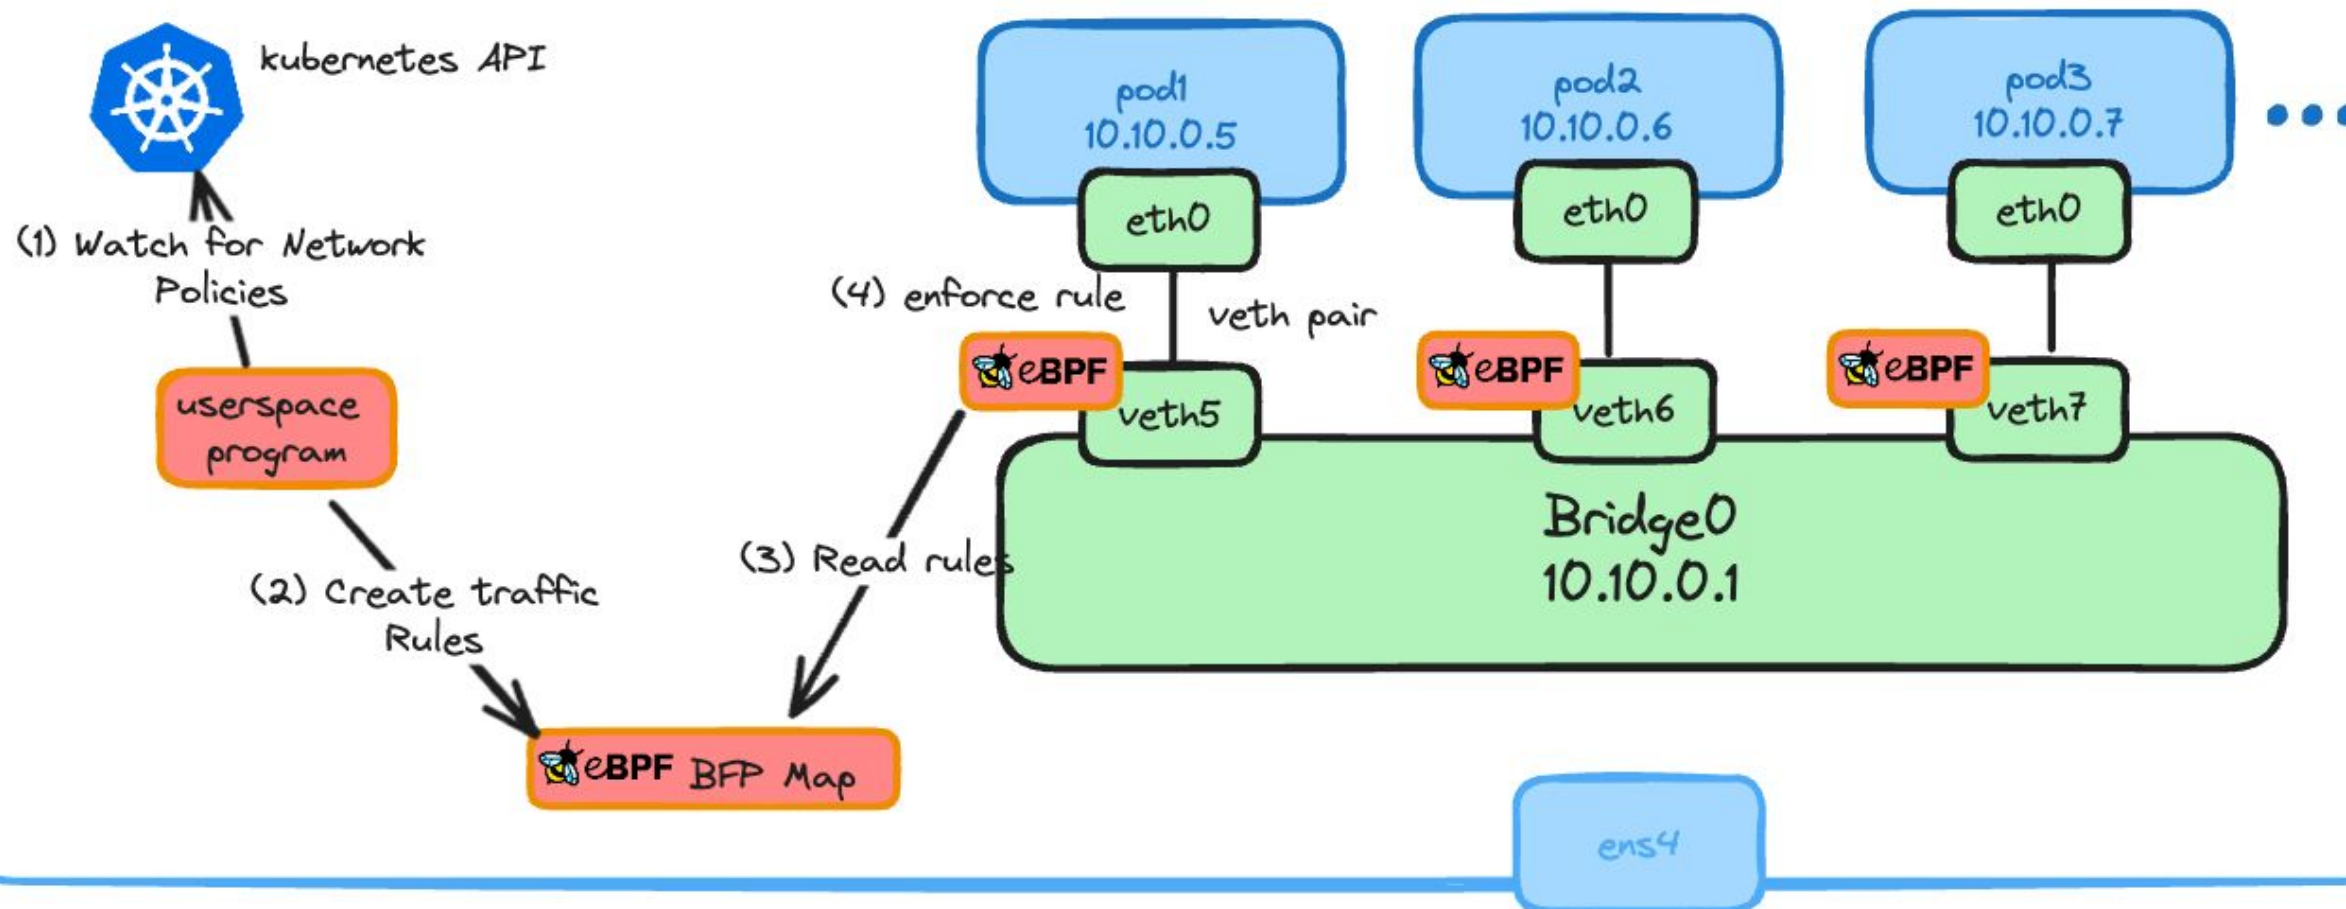 kubernetes API
(1) Watch for Network
Policies
userspace
program
(2) Create traffic
Rules
eBPF BFP Map
(3) Read rules
(4) enforce rule
pod1
10.10.0.5
eth0
veth pair
eBPF
veth5
pod2
10.10.0.6
eth0
eBPF
veth6
pod3
10.10.0.7
eth0
eBPF
veth7
Bridge0
10.10.0.1
ens4